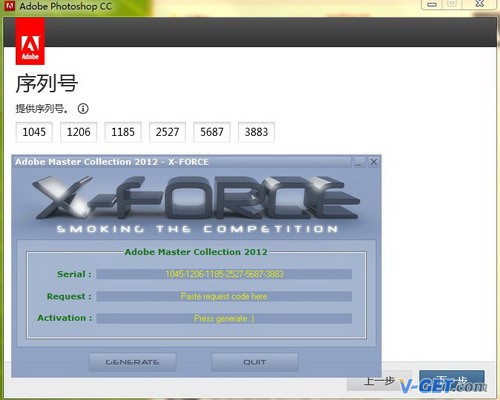 Adobe Photoshop CC
Adobe
序列号
提供序列号。
1045 1206 1185 2527 5687 3883
Adobe Master Collection 2012 - X-FORCE
X-FORCE
SMOKING THE COMPETITION
Adobe Master Collection 2012
Serial : 1045-1206-1185-2527-5687-3883
Request : Paste request code here
Activation : Press generate :)
GENERATE QUIT
上一步 下一步
V-GET.com